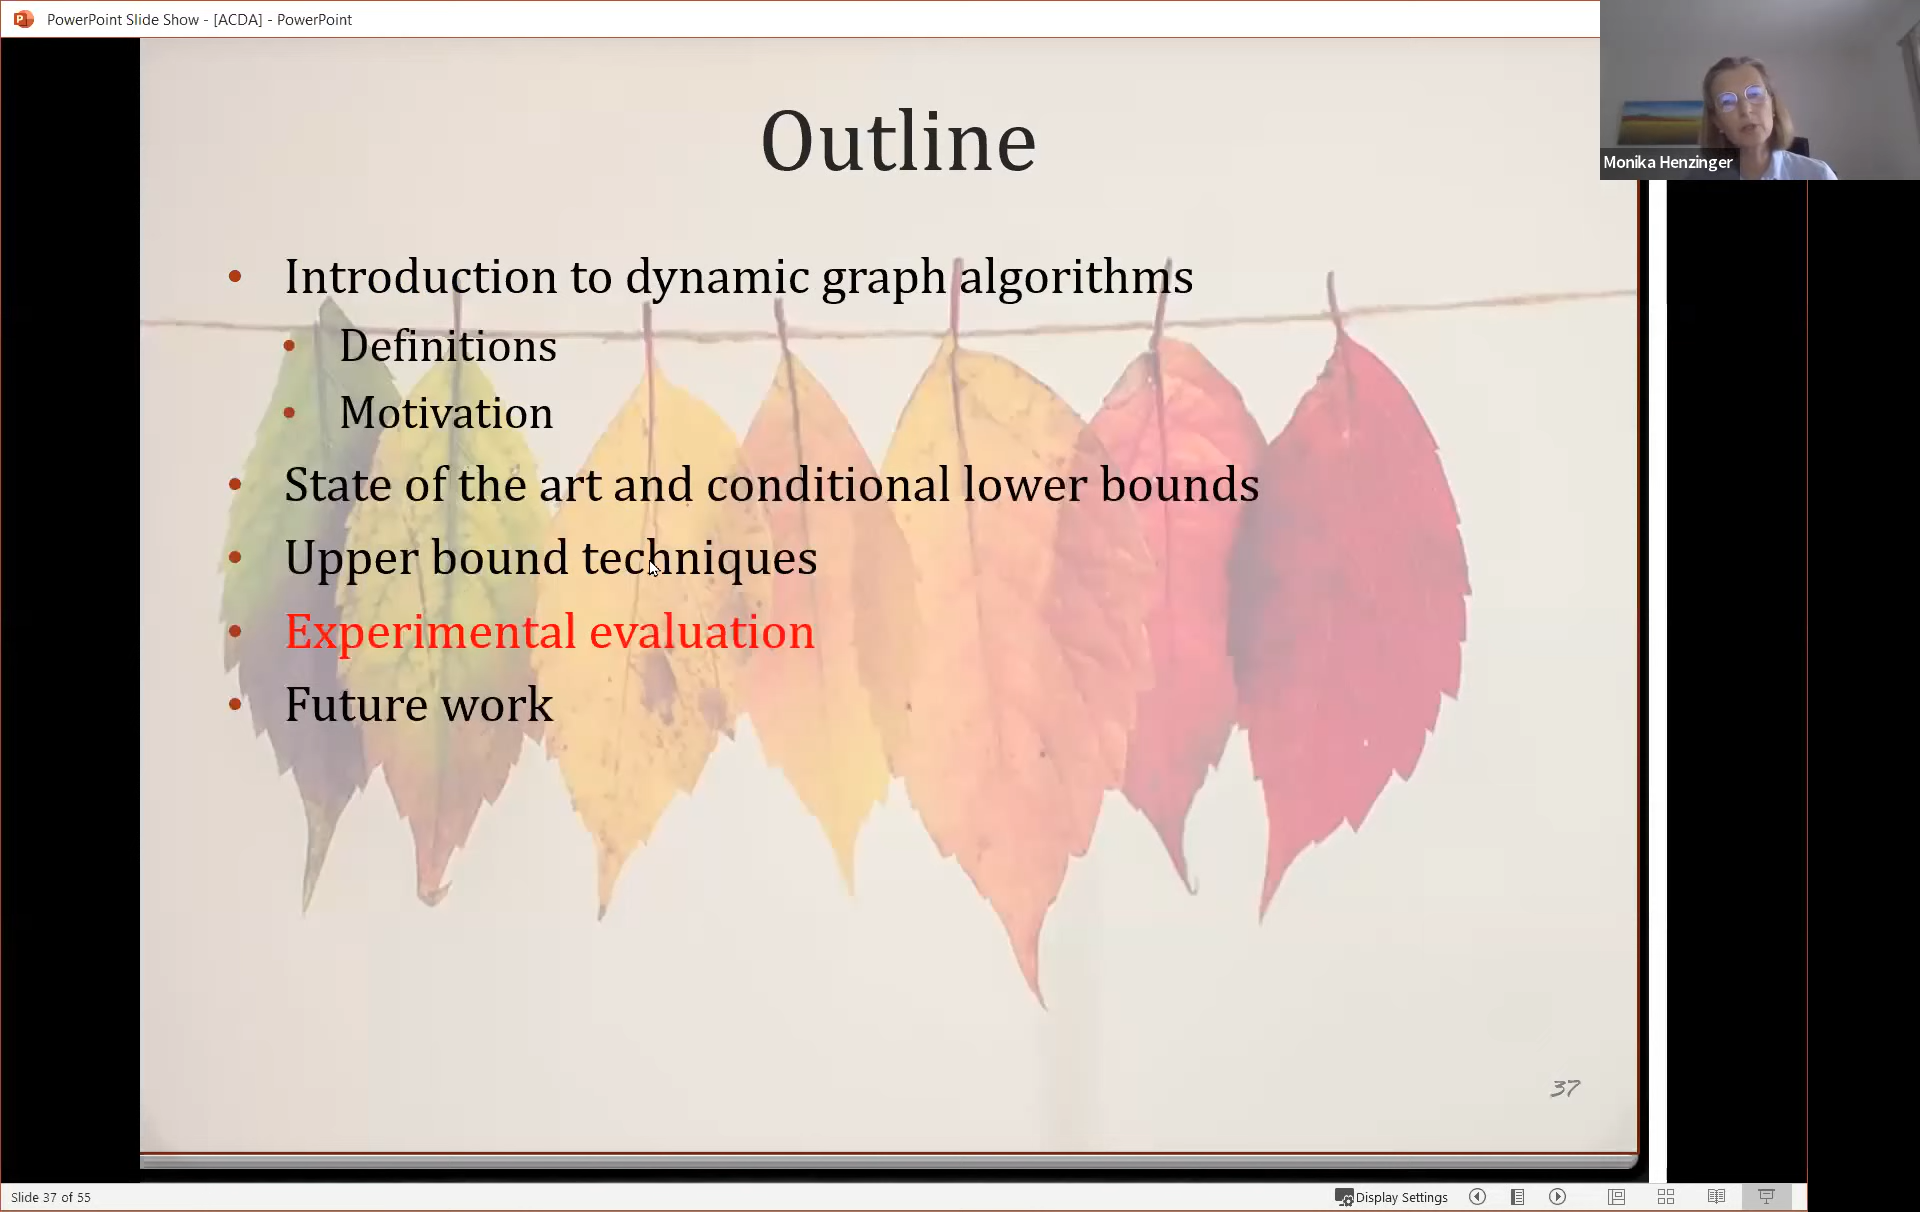 PowerPoint Slide Show - [ACDA] - PowerPoint
Monika Henzinger
Outline
• Introduction to dynamic graph algorithms
• Definitions
• Motivation
• State of the art and conditional lower bounds
• Upper bound techniques
• Experimental evaluation
• Future work
37
Slide 37 of 55
Display Settings